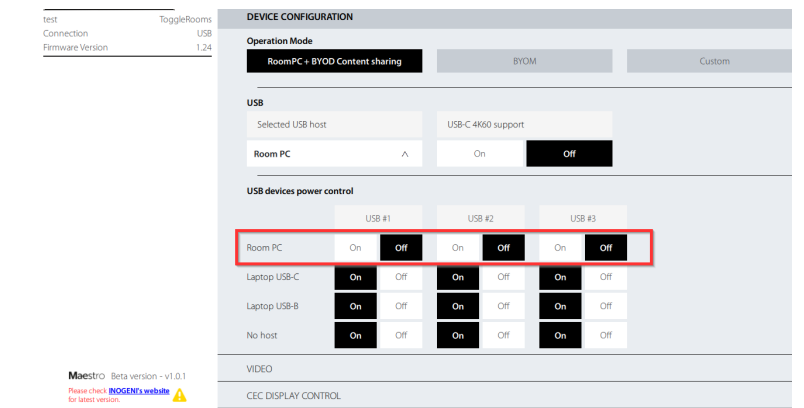 test ToggleRooms
Connection USB
Firmware Version 1.24
DEVICE CONFIGURATION
Operation Mode
RoomPC + BYOD Content sharing BYOM Custom
USB
Selected USB host USB-C 4K60 support
Room PC On Off
USB devices power control
USB #1 USB #2 USB #3
Room PC On Off On Off On Off
Laptop USB-C On Off On Off On Off
Laptop USB-B On Off On Off On Off
No host On Off On Off On Off
VIDEO
CEC DISPLAY CONTROL
Maestro Beta version - v1.0.1
Please check INOGENI's website
for latest version.